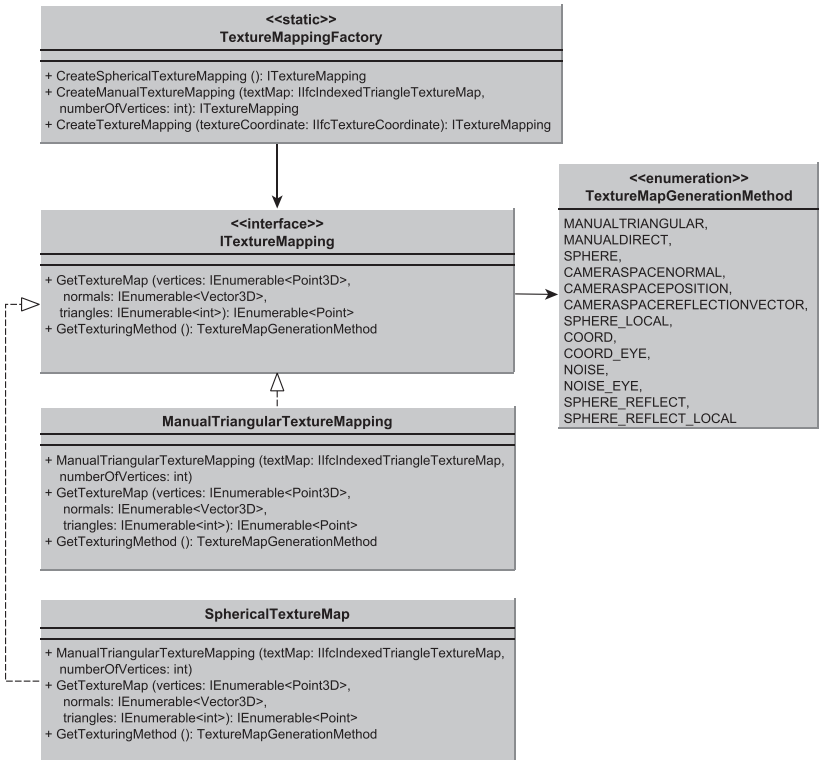 <<static>>
TextureMappingFactory
+ CreateSphericalTextureMapping (): ITextureMapping
+ CreateManualTextureMapping (textMap: IIfcIndexedTriangleTextureMap,
numberOfVertices: int): ITextureMapping
+ CreateTextureMapping (textureCoordinate: IIfcTextureCoordinate): ITextureMapping
<<interface>>
ITextureMapping
+ GetTextureMap (vertices: IEnumerable<Point3D>,
normals: IEnumerable<Vector3D>,
triangles: IEnumerable<int>): IEnumerable<Point>
+ GetTexturingMethod (): TextureMapGenerationMethod
<<enumeration>>
TextureMapGenerationMethod
MANUALTRIANGULAR,
MANUALDIRECT,
SPHERE,
CAMERASPACENORMAL,
CAMERASPACEPOSITION,
CAMERASPACEREFLECTIONVECTOR,
SPHERE_LOCAL,
COORD,
COORD_EYE,
NOISE,
NOISE_EYE,
SPHERE_REFLECT,
SPHERE_REFLECT_LOCAL
ManualTriangularTextureMapping
+ ManualTriangularTextureMapping (textMap: IIfcIndexedTriangleTextureMap,
numberOfVertices: int)
+ GetTextureMap (vertices: IEnumerable<Point3D>,
normals: IEnumerable<Vector3D>,
triangles: IEnumerable<int>): IEnumerable<Point>
+ GetTexturingMethod (): TextureMapGenerationMethod
SphericalTextureMap
+ ManualTriangularTextureMapping (textMap: IIfcIndexedTriangleTextureMap,
numberOfVertices: int)
+ GetTextureMap (vertices: IEnumerable<Point3D>,
normals: IEnumerable<Vector3D>,
triangles: IEnumerable<int>): IEnumerable<Point>
+ GetTexturingMethod (): TextureMapGenerationMethod